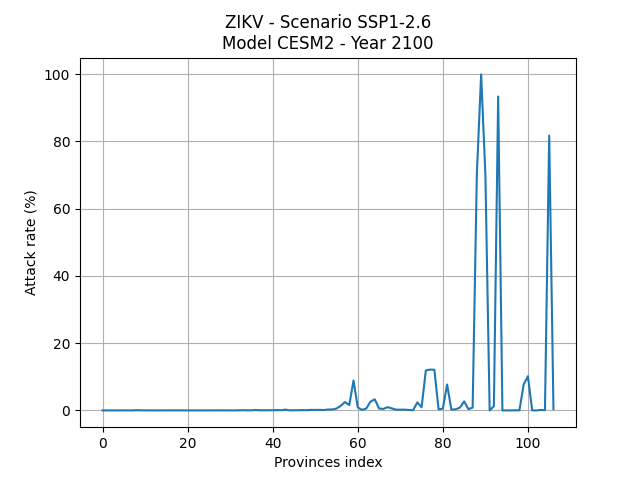 ZIKV - Scenario SSP1-2.6
Model CESM2 - Year 2100
Attack rate (%)
100
80
60
40
20
0
0 20 40 60 80 100
Provinces index